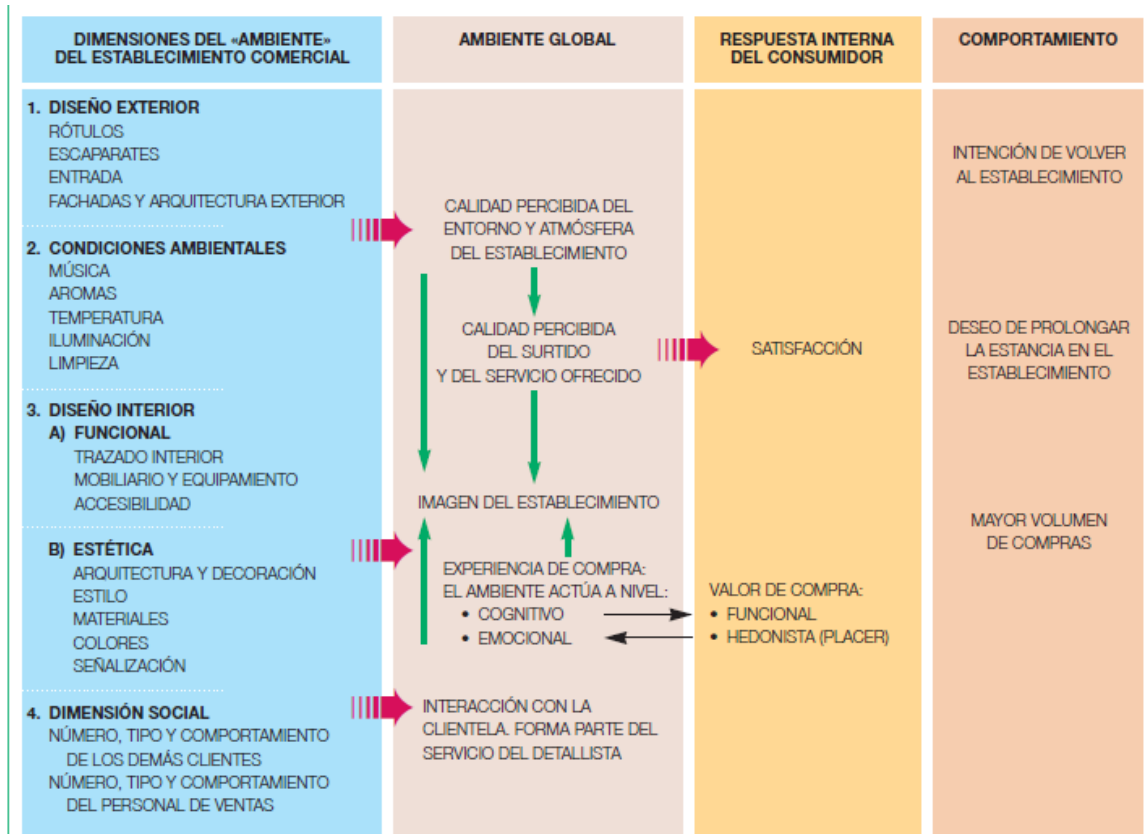 DIMENSIONES DEL «AMBIENTE»
DEL ESTABLECIMIENTO COMERCIAL
AMBIENTE GLOBAL
RESPUESTA INTERNA
DEL CONSUMIDOR
COMPORTAMIENTO
1. DISEÑO EXTERIOR
RÓTULOS
ESCAPARATES
ENTRADA
FACHADAS Y ARQUITECTURA EXTERIOR
2. CONDICIONES AMBIENTALES
MÚSICA
AROMAS
TEMPERATURA
ILUMINACIÓN
LIMPIEZA
3. DISEÑO INTERIOR
A) FUNCIONAL
TRAZADO INTERIOR
MOBILIARIO Y EQUIPAMIENTO
ACCESIBILIDAD
B) ESTÉTICA
ARQUITECTURA Y DECORACIÓN
ESTILO
MATERIALES
COLORES
SEÑALIZACIÓN
4. DIMENSIÓN SOCIAL
NÚMERO, TIPO Y COMPORTAMIENTO
DE LOS DEMÁS CLIENTES
NÚMERO, TIPO Y COMPORTAMIENTO
DEL PERSONAL DE VENTAS
CALIDAD PERCIBIDA DEL
ENTORNO Y ATMÓSFERA
DEL ESTABLECIMIENTO
CALIDAD PERCIBIDA
DEL SURTIDO
Y DEL SERVICIO OFRECIDO
IMAGEN DEL ESTABLECIMIENTO
EXPERIENCIA DE COMPRA:
EL AMBIENTE ACTÚA A NIVEL:
• COGNITIVO
• EMOCIONAL
INTERACCIÓN CON LA
CLIENTELA. FORMA PARTE DEL
SERVICIO DEL DETALLISTA
SATISFACCIÓN
VALOR DE COMPRA:
• FUNCIONAL
• HEDONISTA (PLACER)
INTENCIÓN DE VOLVER
AL ESTABLECIMIENTO
DESEO DE PROLONGAR
LA ESTANCIA EN EL
ESTABLECIMIENTO
MAYOR VOLUMEN
DE COMPRAS